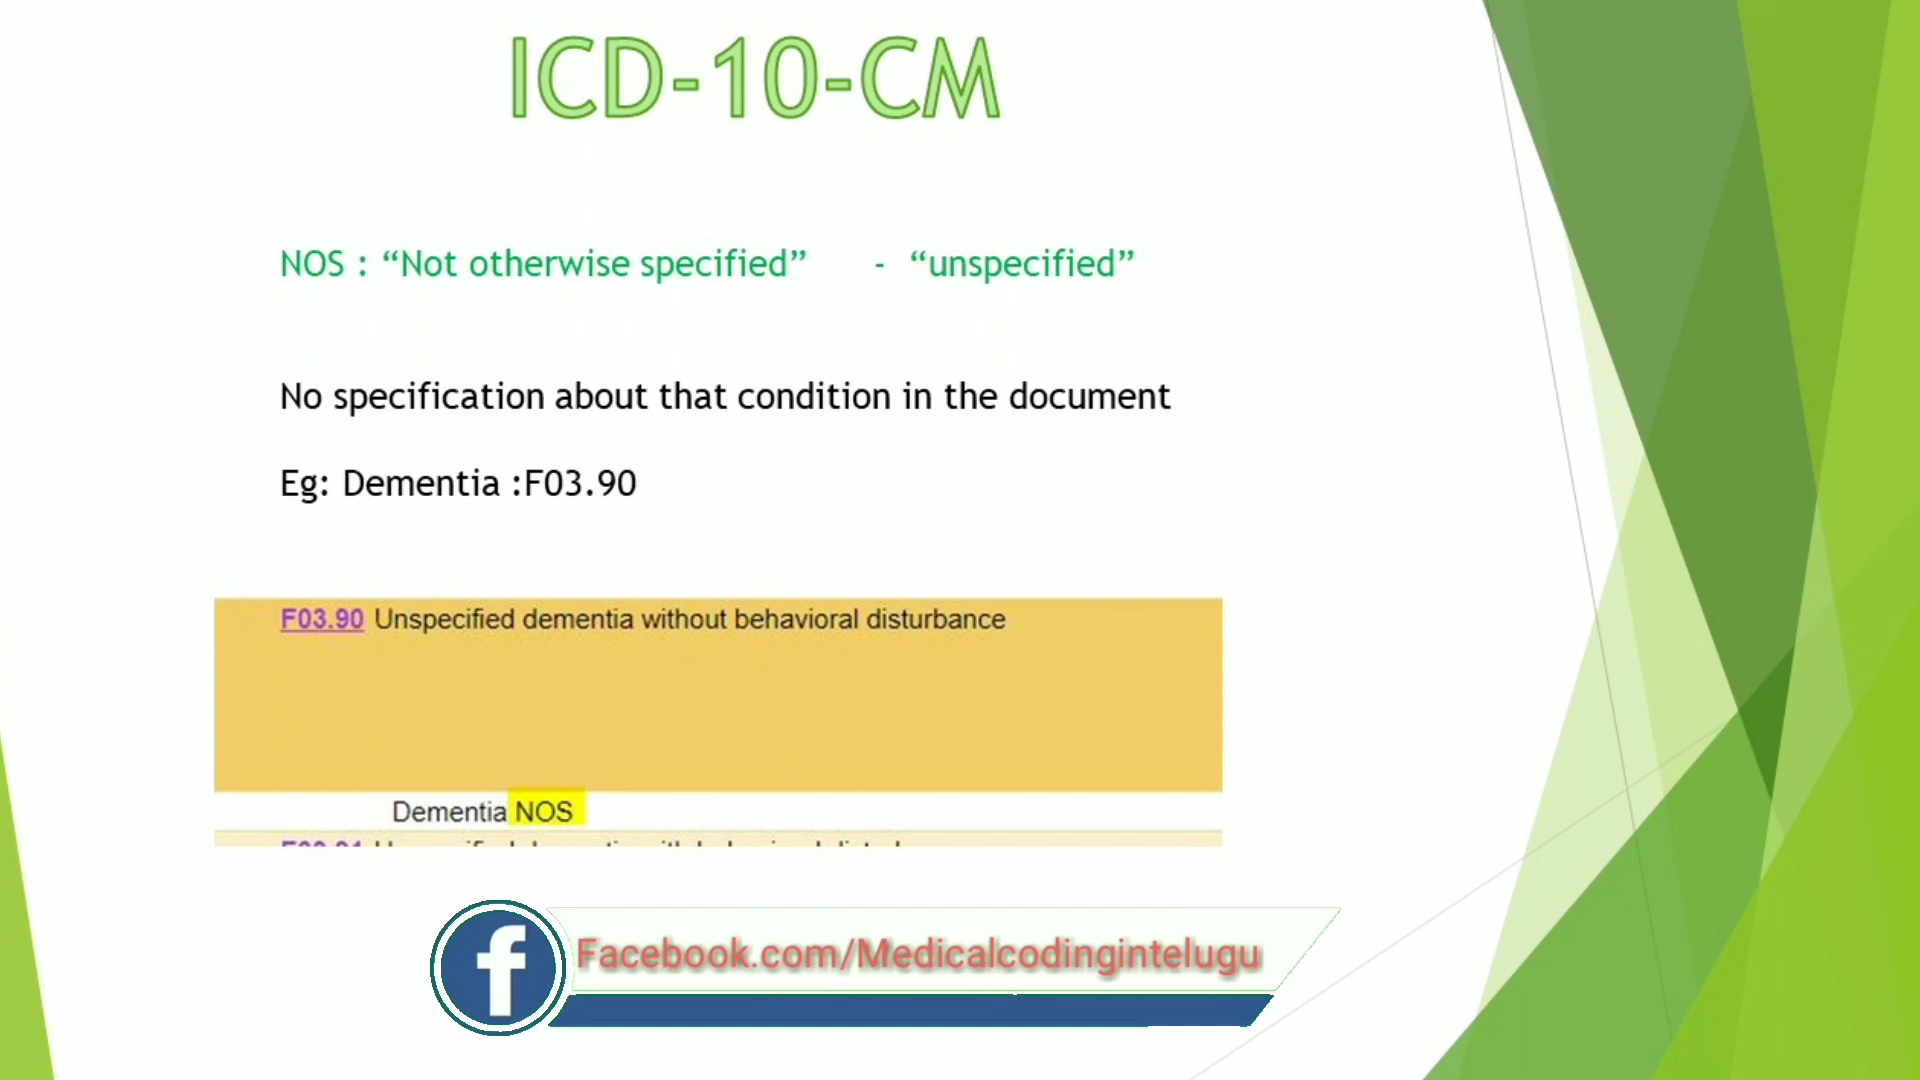 ICD-10-CM
NOS : “Not otherwise specified” - “unspecified”
No specification about that condition in the document
Eg: Dementia :F03.90
F03.90 Unspecified dementia without behavioral disturbance
Dementia NOS
Facebook.com/Medicalcodingintelugu